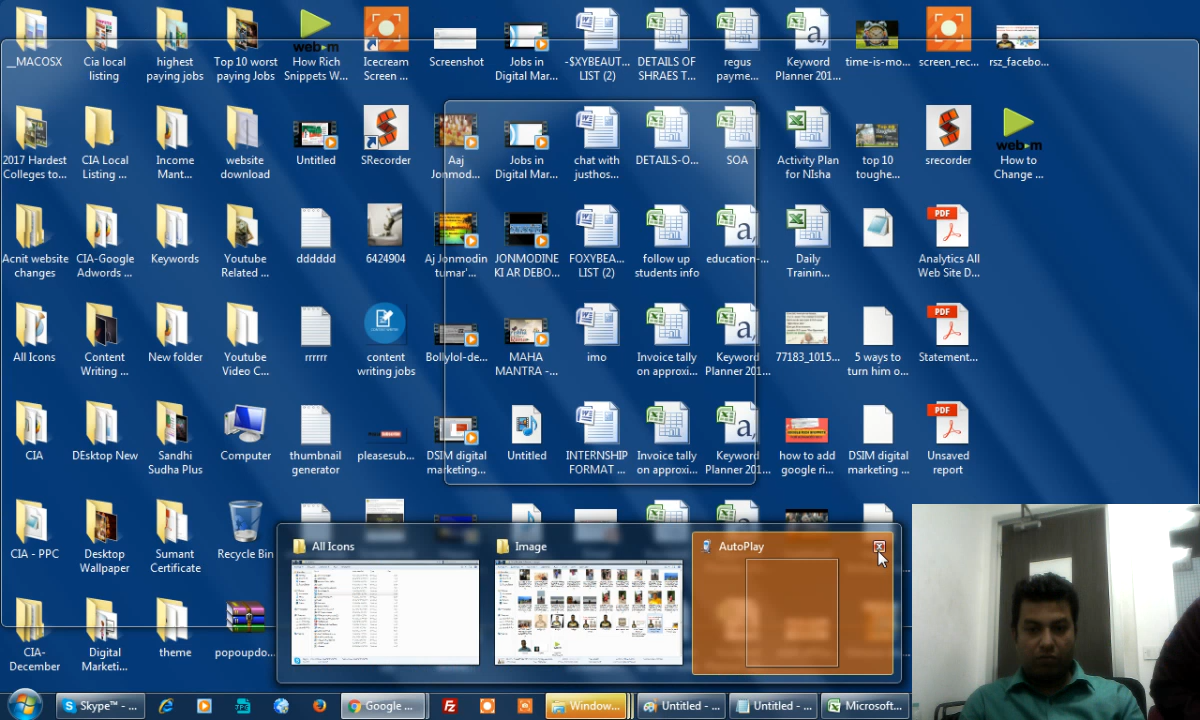 __MACOSX
Cia local
listing
highest
paying jobs
Top 10 worst
paying Jobs
webm
How Rich
Snippets W...
Icecream
Screen ...
Screenshot
Jobs in
Digital Mar...
-$XYBEAUT...
LIST (2)
DETAILS OF
SHRAES T...
regus
payme...
Keyword
Planner 201...
time-is-mo...
screen_rec...
rsz_facebo...
2017 Hardest
Colleges to...
CIA Local
Listing ...
Income
Mant...
website
download
Untitled
SRecorder
Aaj
Jonmod...
Jobs in
Digital Mar...
chat with
justhos...
DETAILS-O...
SOA
Activity Plan
for NIsha
top 10
toughe...
srecorder
webm
How to
Change ...
Acnit website
changes
CIA-Google
Adwords ...
Keywords
Youtube
Related ...
dddddd
6424904
Aj Jonmodin
tumar'...
JONMODINE
KI AR DEBO...
FOXYBEA...
LIST (2)
follow up
students info
education-...
Daily
Trainin...
PDF
Analytics All
Web Site D...
All Icons
Content
Writing ...
New folder
Youtube
Video C...
rrrrrr
content
writing jobs
Bollylol-de...
MAHA
MANTRA -...
imo
Invoice tally
on approxi...
Keyword
Planner 201...
77183_1015...
5 ways to
turn him o...
PDF
Statement...
CIA
DEsktop New
Sandhi
Sudha Plus
Computer
thumbnail
generator
pleasesub...
DSIM digital
marketing...
Untitled
INTERNSHIP
FORMAT ...
Invoice tally
on approxi...
Keyword
Planner 201...
how to add
google ri...
DSIM digital
marketing ...
PDF
Unsaved
report
CIA - PPC
Desktop
Wallpaper
Sumant
Certificate
Recycle Bin
All Icons
Image
AutoPlay
CIA-
December
Digital
Marketi...
theme
popoupdo...
Skype™ - ...
Google ...
Window...
Untitled - ...
Untitled - ...
Microsoft...